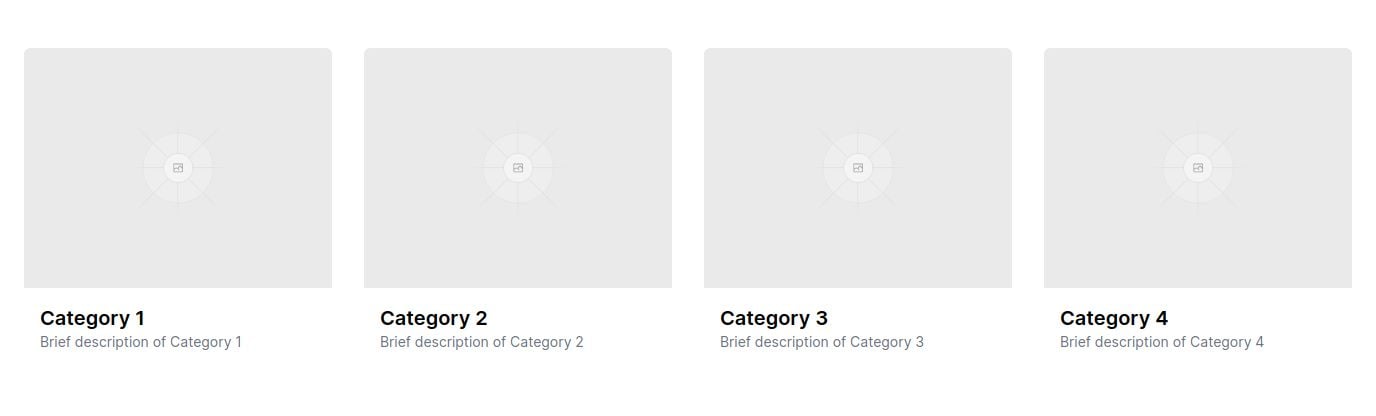 Category 1
Brief description of Category 1
Category 2
Brief description of Category 2
Category 3
Brief description of Category 3
Category 4
Brief description of Category 4